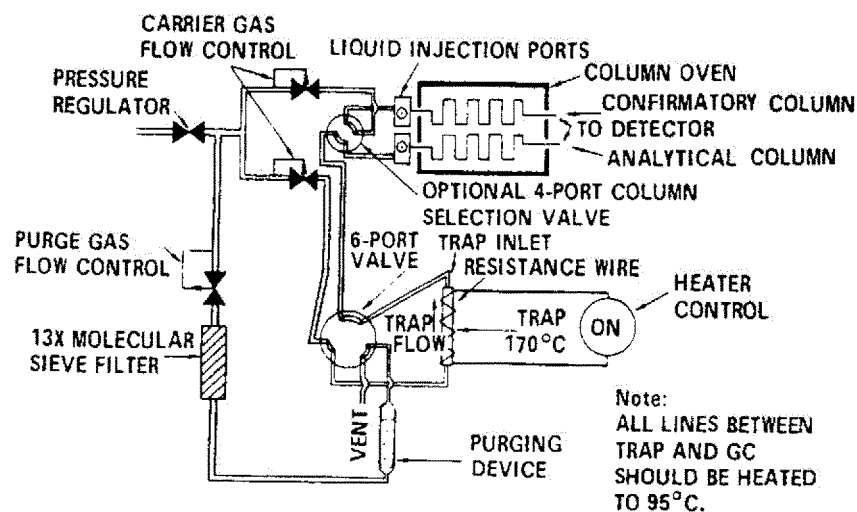 CARRIER GAS
FLOW CONTROL
LIQUID INJECTION PORTS
PRESSURE
REGULATOR
COLUMN OVEN
CONFIRMATORY COLUMN
TO DETECTOR
ANALYTICAL COLUMN
OPTIONAL 4-PORT COLUMN
SELECTION VALVE
PURGE GAS
FLOW CONTROL
6-PORT
VALVE
TRAP INLET
RESISTANCE WIRE
HEATER
CONTROL
TRAP
FLOW
TRAP
170°C
ON
13X MOLECULAR
SIEVE FILTER
VENT
PURGING
DEVICE
Note:
ALL LINES BETWEEN
TRAP AND GC
SHOULD BE HEATED
TO 95°C.